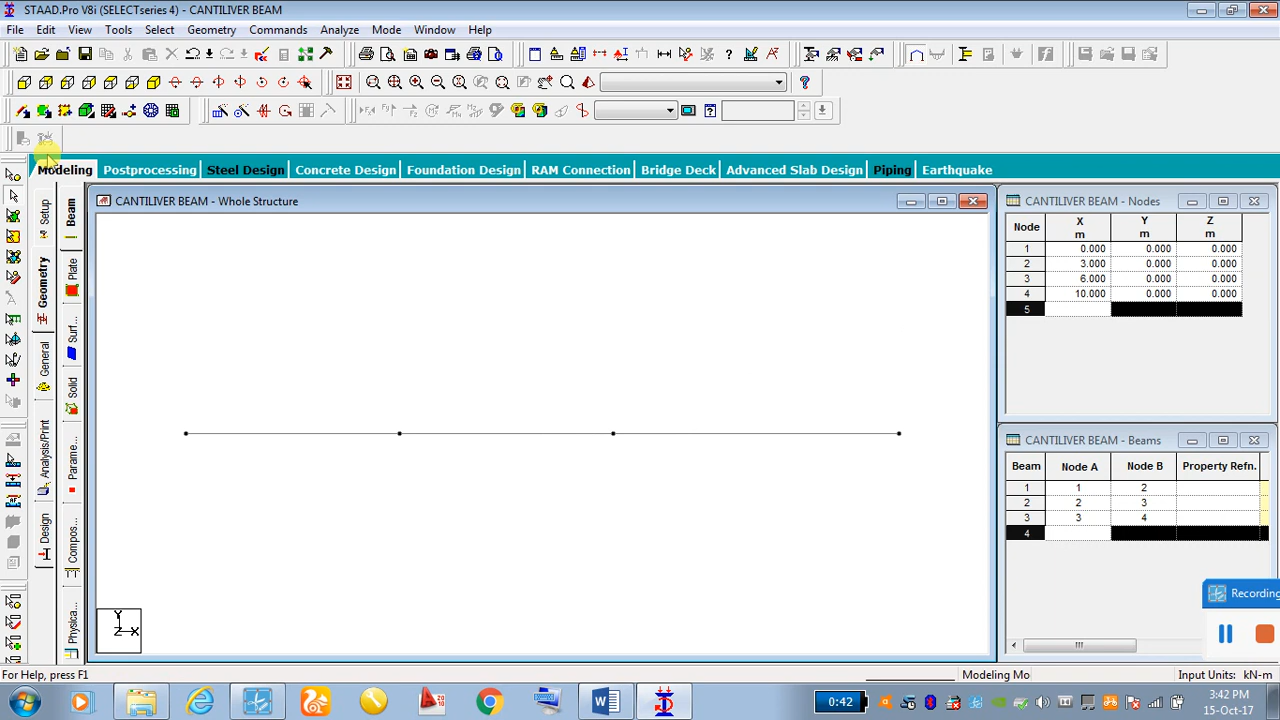 STAAD.Pro V8i (SELECTseries 4) - CANTILIVER BEAM
File Edit View Tools Select Geometry Commands Analyze Mode Window Help
Modeling Postprocessing Steel Design Concrete Design Foundation Design RAM Connection Bridge Deck Advanced Slab Design Piping Earthquake
Setup
Geometry
General
Analysis/Print
Design
Beam
Plate
Surf...
Solid
Parame...
Compos...
Physica...
CANTILIVER BEAM - Whole Structure
Y
Z X
CANTILIVER BEAM - Nodes
Node X m Y m Z m
1 0.000 0.000 0.000
2 3.000 0.000 0.000
3 6.000 0.000 0.000
4 10.000 0.000 0.000
5
CANTILIVER BEAM - Beams
Beam Node A Node B Property Refn.
1 1 2
2 2 3
3 3 4
4
Recording
For Help, press F1
Modeling Mo
Input Units: kN-m
0:42
3:42 PM
15-Oct-17